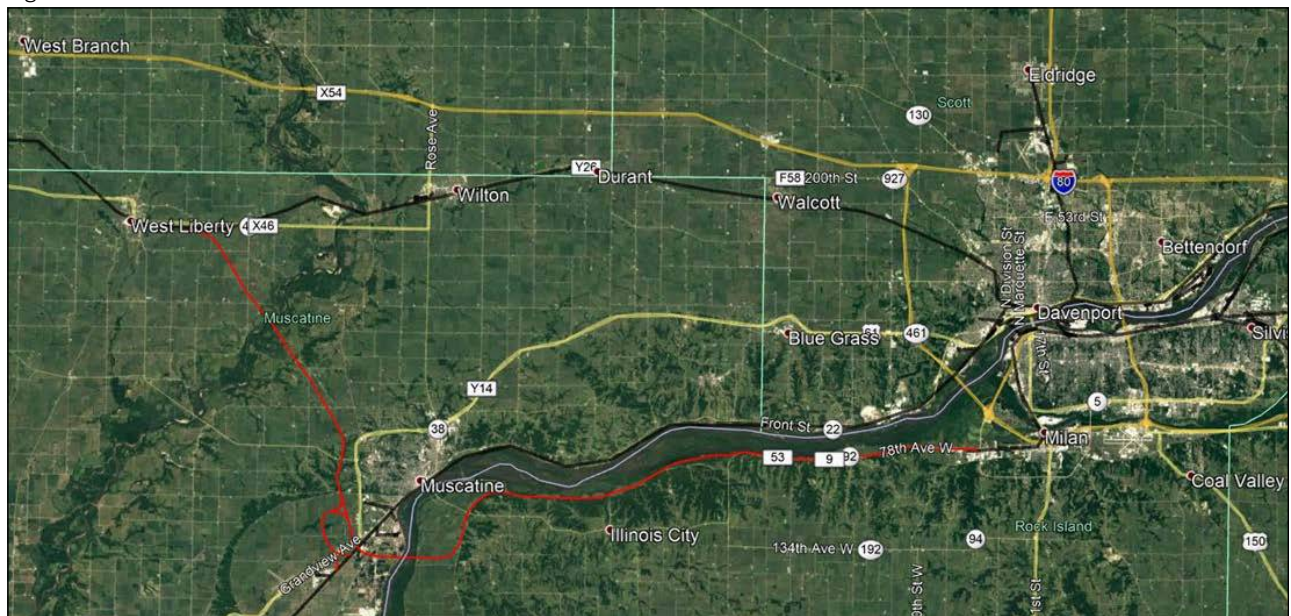 West Branch
X54
Eldridge
Scott
130
Rose Ave
Y26
Durant
F58
200th St
927
80
Wilton
Walcott
West Liberty
X46
E 53rd St
Bettendorf
N Division St
N Marquette St
Muscatine
Davenport
Blue Grass
61
461
17th St
Silvis
Y14
38
5
Front St
22
78th Ave W
53
9
92
Milan
Muscatine
Coal Valley
Illinois City
Rock Island
Grandview Ave
134th Ave W
192
94
150